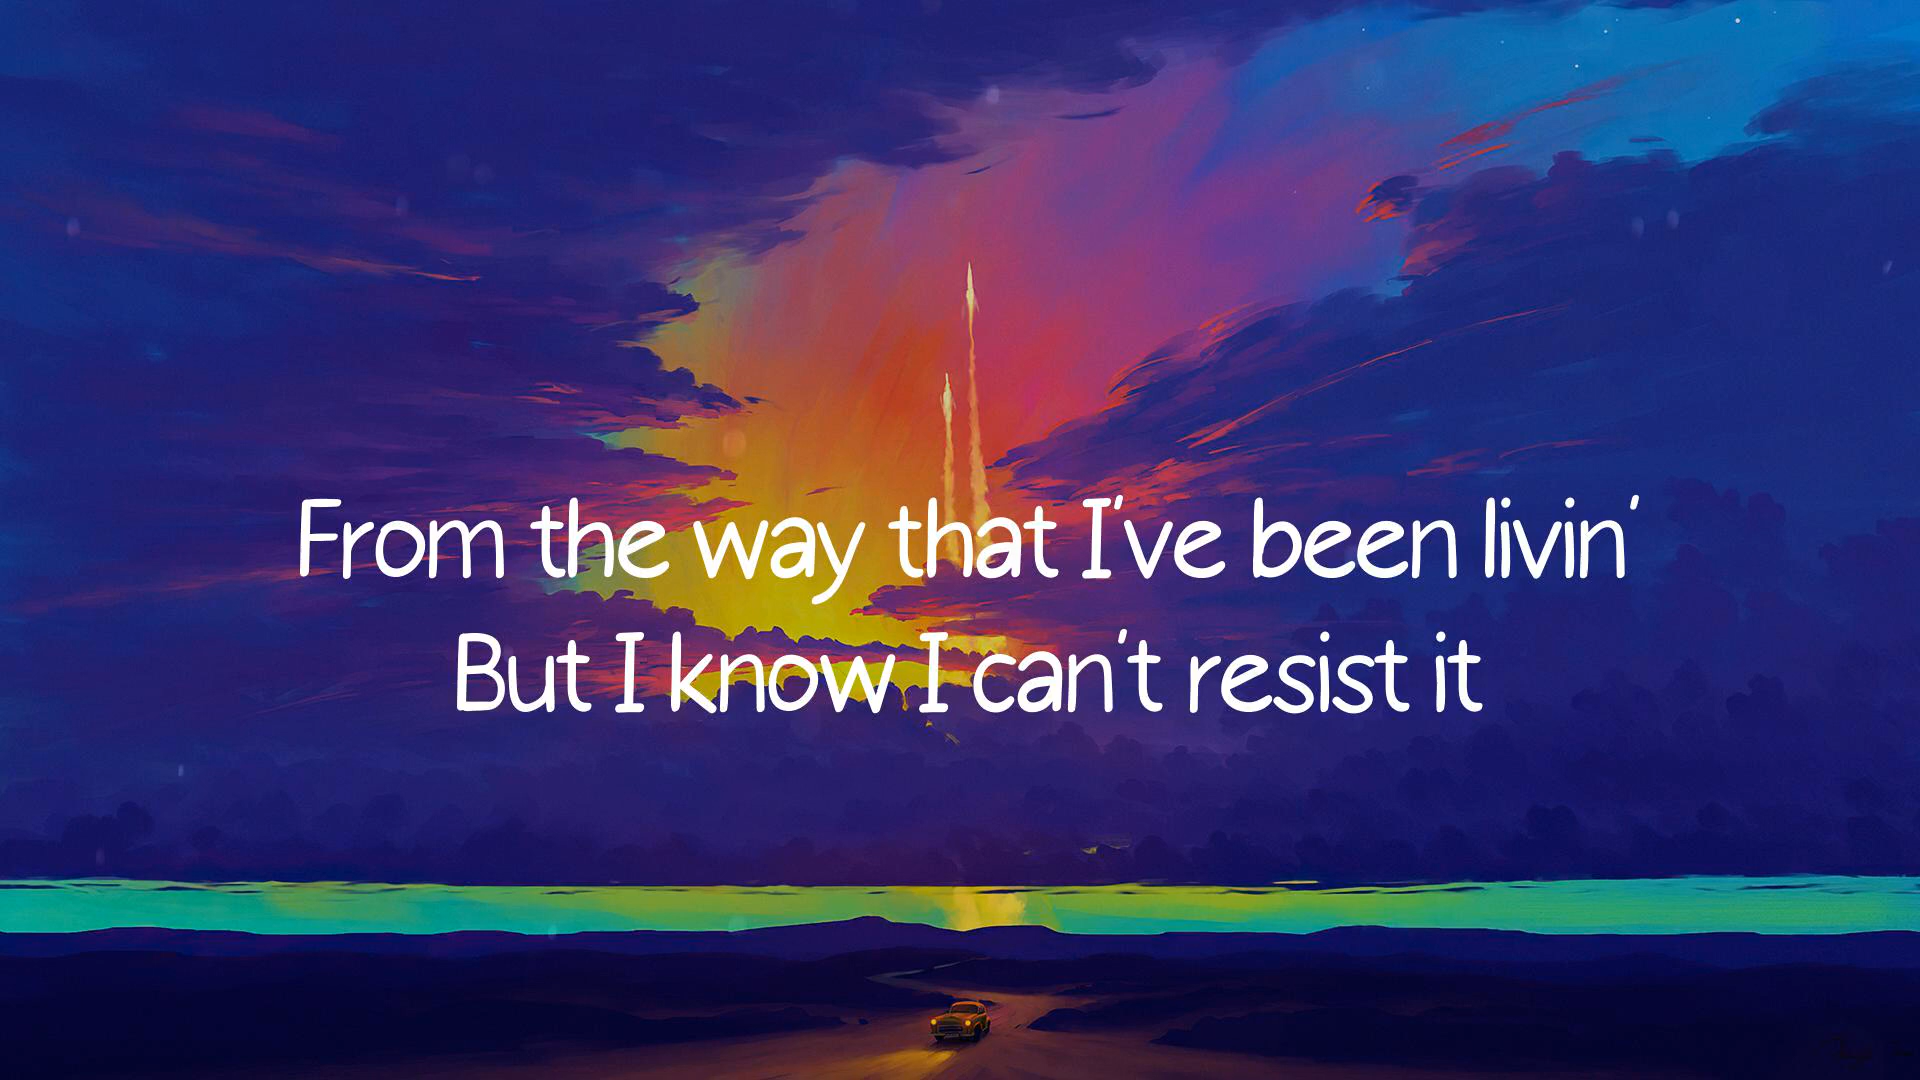 From the way that I've been livin'
But I know I can't resist it